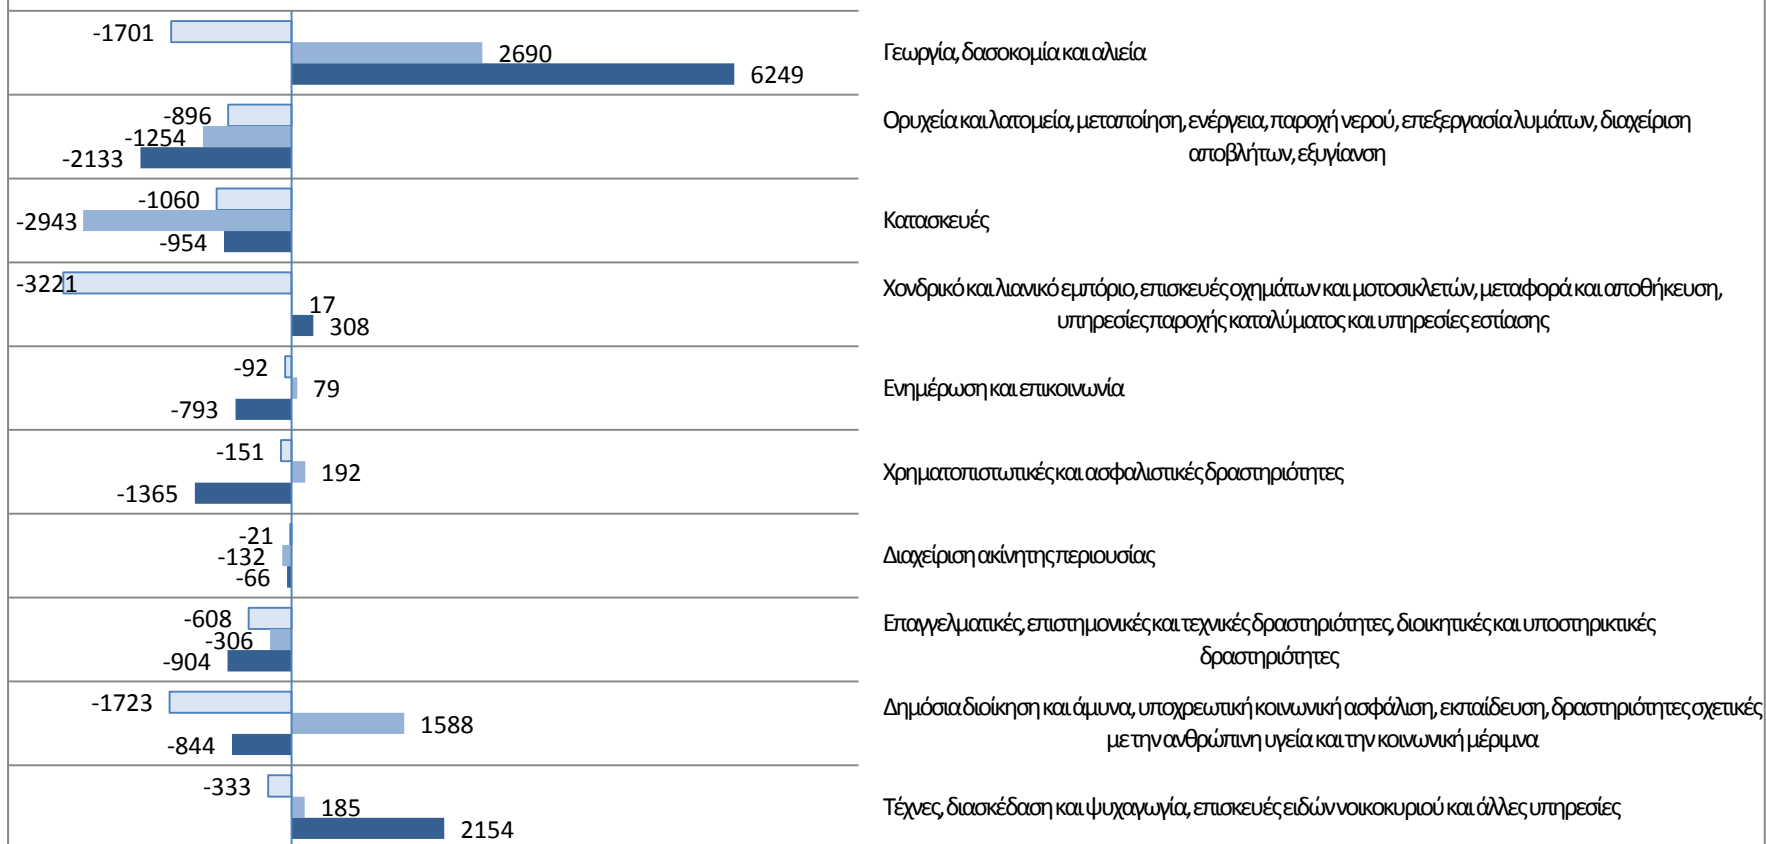 -1701
2690
6249
Γεωργία, δασοκομία και αλιεία
-896
-1254
-2133
Ορυχεία και λατομεία, μεταποίηση, ενέργεια, παροχή νερού, επεξεργασία λυμάτων, διαχείριση
αποβλήτων, εξυγίανση
-1060
-2943
-954
Κατασκευές
-3221
17
308
Χονδρικό και λιανικό εμπόριο, επισκευές οχημάτων και μοτοσικλετών, μεταφορά και αποθήκευση,
υπηρεσίες παροχής καταλύματος και υπηρεσίες εστίασης
-92
79
-793
Ενημέρωση και επικοινωνία
-151
192
-1365
Χρηματοπιστωτικές και ασφαλιστικές δραστηριότητες
-21
-132
-66
Διαχείριση ακίνητης περιουσίας
-608
-306
-904
Επαγγελματικές, επιστημονικές και τεχνικές δραστηριότητες, διοικητικές και υποστηρικτικές
δραστηριότητες
-1723
1588
-844
Δημόσια διοίκηση και άμυνα, υποχρεωτική κοινωνική ασφάλιση, εκπαίδευση, δραστηριότητες σχετικές
με την ανθρώπινη υγεία και την κοινωνική μέριμνα
-333
185
2154
Τέχνες, διασκέδαση και ψυχαγωγία, επισκευές ειδών νοικοκυριού και άλλες υπηρεσίες